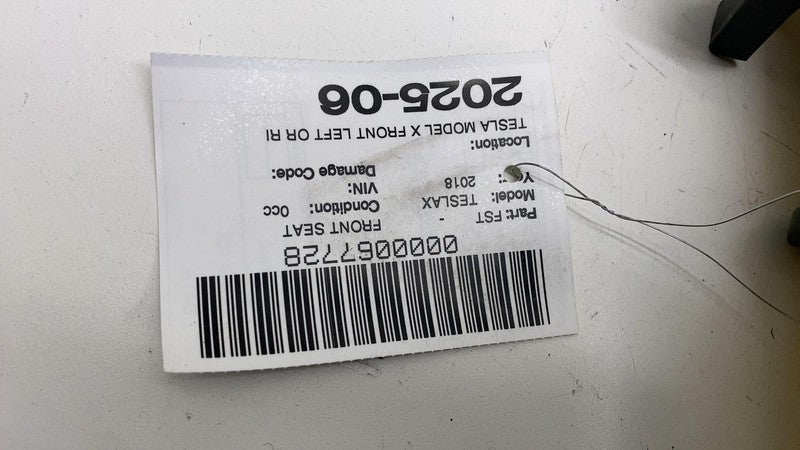 0000067728
Part: FST - FRONT SEAT
Model: TESLAX Condition: 0cc
Year: 2018 VIN:
Damage Code:
Location:
TESLA MODEL X FRONT LEFT OR RI
2025-06